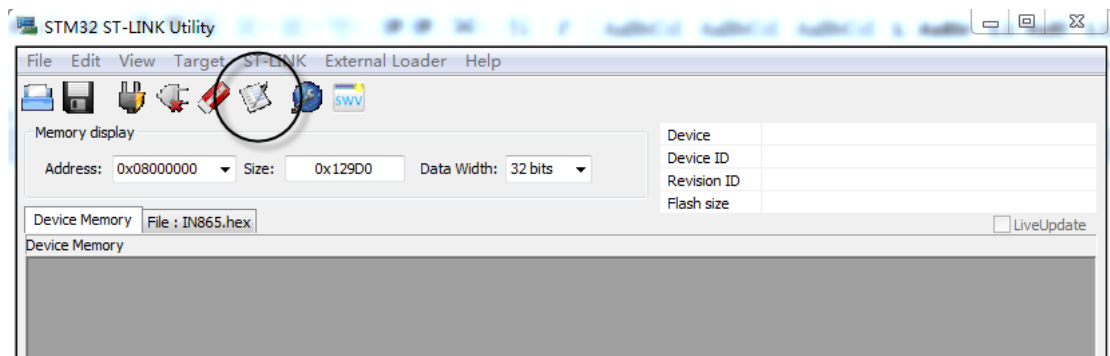 STM32 ST-LINK Utility
File Edit View Target ST-LINK External Loader Help
SWV
Memory display
Address: 0x08000000 Size: 0x129D0 Data Width: 32 bits
Device
Device ID
Revision ID
Flash size
Device Memory File : IN865.hex
LiveUpdate
Device Memory